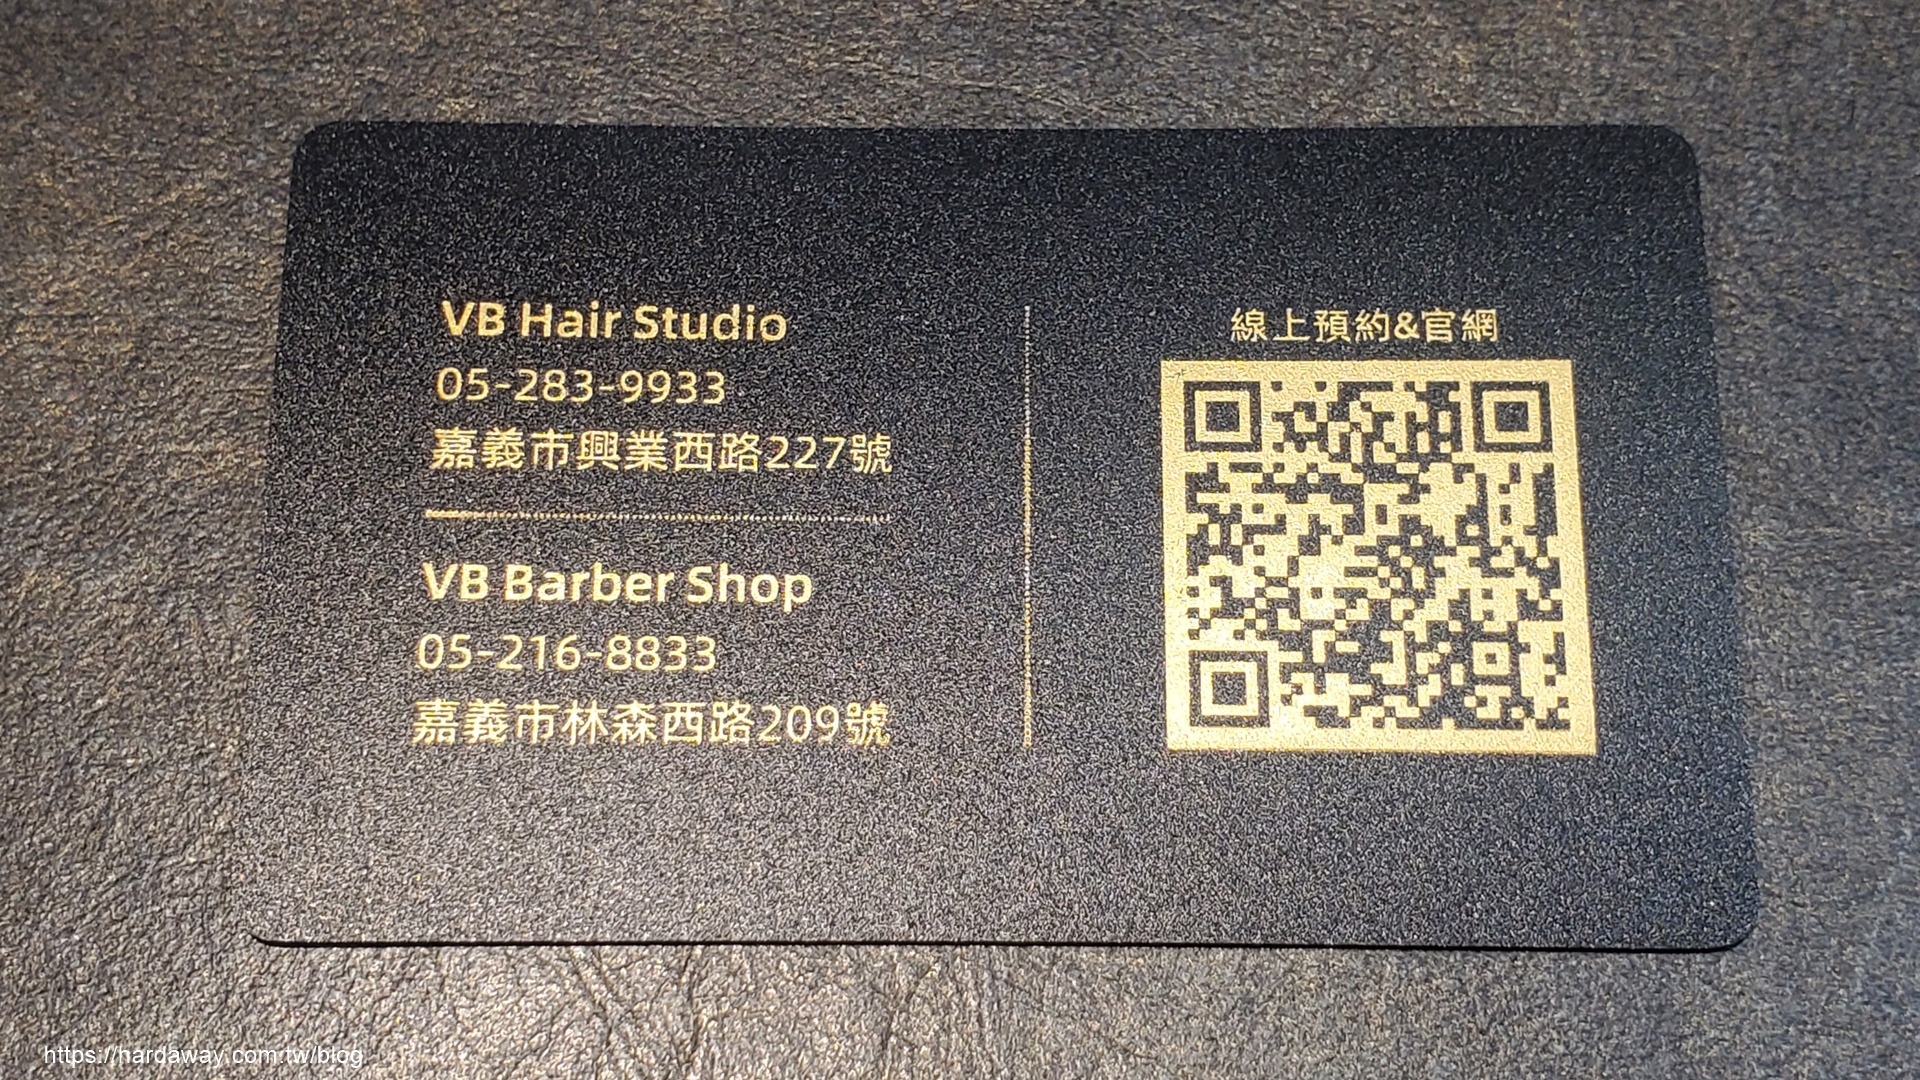 VB Hair Studio
05-283-9933
嘉義市興業西路227號
VB Barber Shop
05-216-8833
嘉義市林森西路209號
線上預約&官網
https://hardaway.com.tw/blog